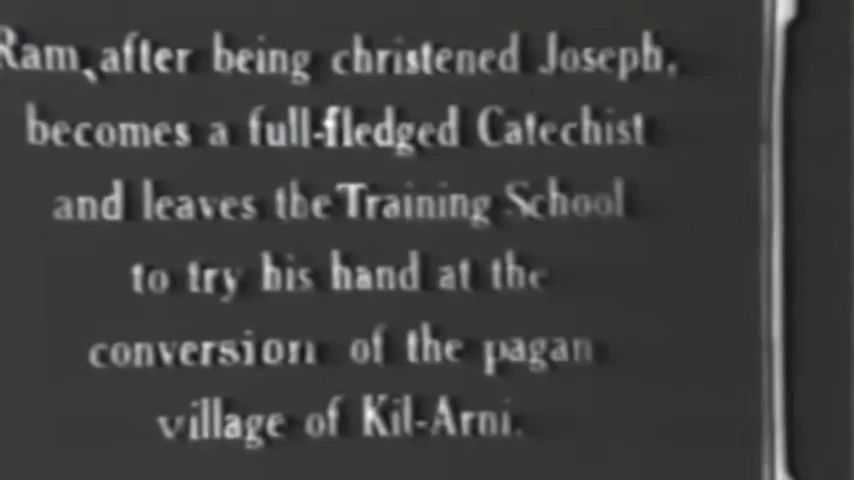 Ram, after being christened Joseph,
becomes a full-fledged Catechist
and leaves the Training School
to try his hand at the
conversion of the pagan
village of Kil-Arni.